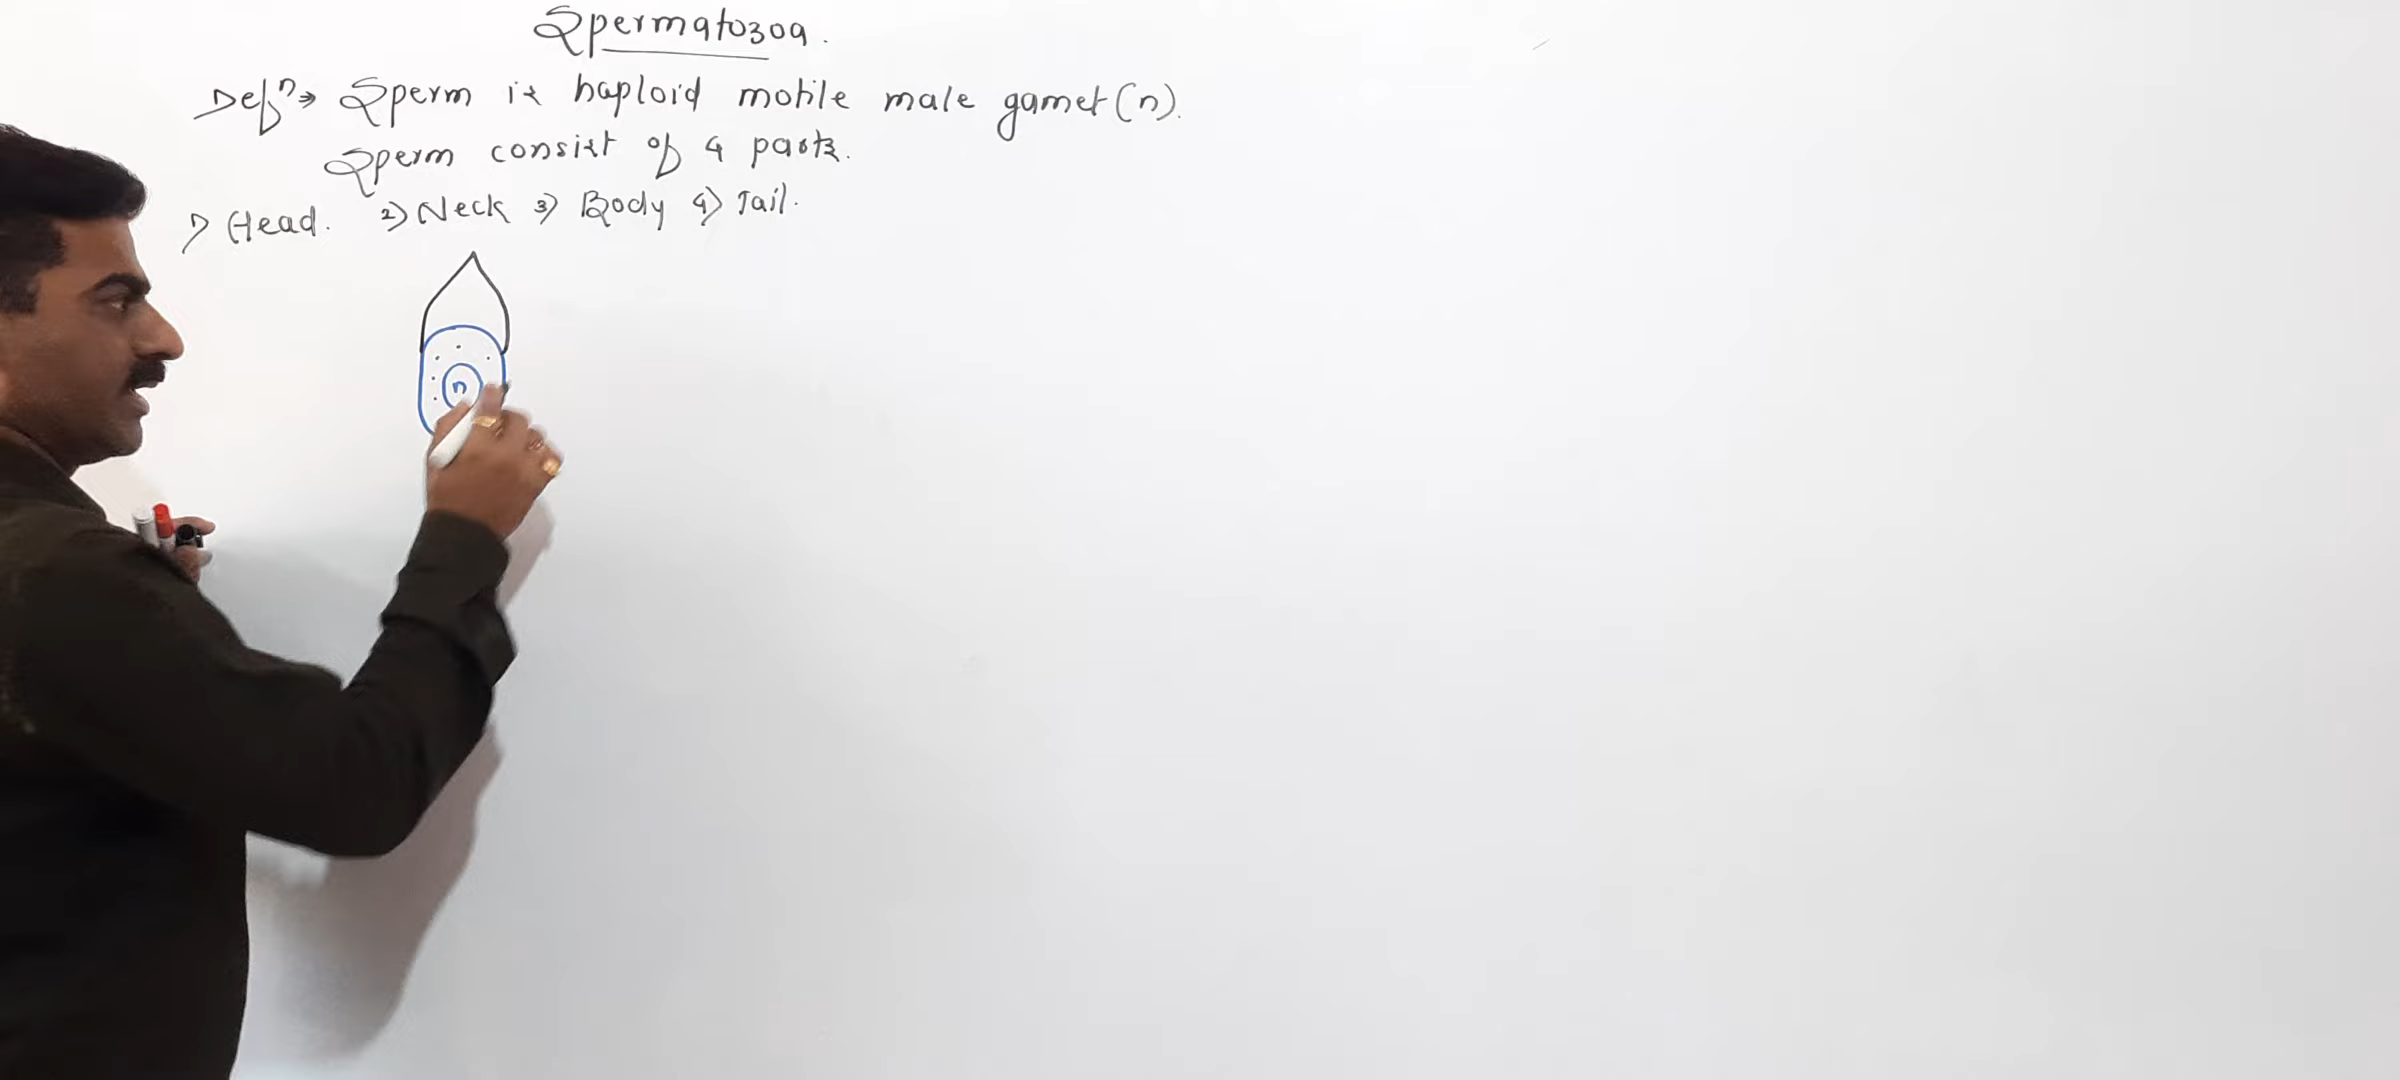 Spermatozoa.
Defⁿ → Sperm is haploid motile male gamet (n).
Sperm consist of 4 parts.
1) Head. 2) Neck 3) Body 4) Tail.
n